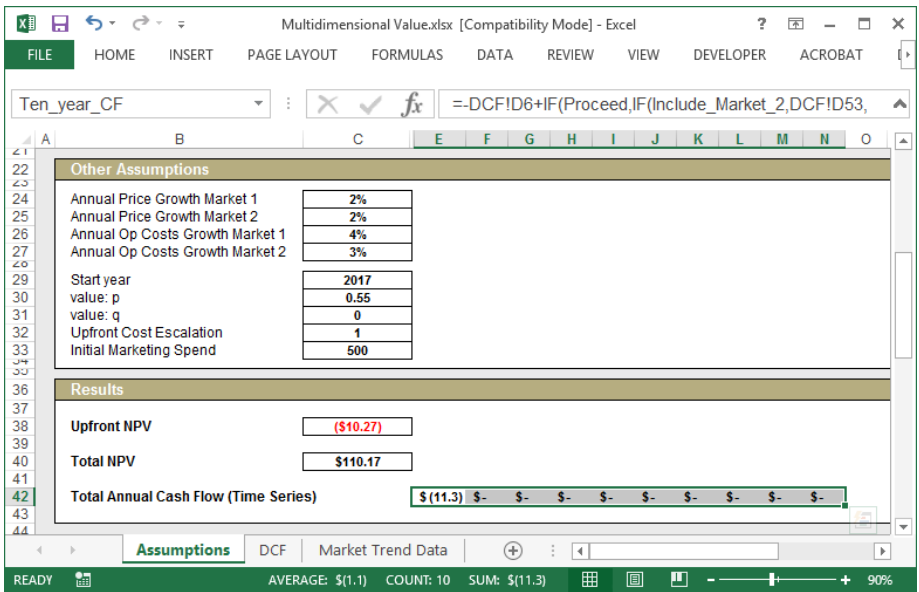 Multidimensional Value.xlsx [Compatibility Mode] - Excel ?
FILE HOME INSERT PAGE LAYOUT FORMULAS DATA REVIEW VIEW DEVELOPER ACROBAT
Ten_year_CF fx =-DCF!D6+IF(Proceed,IF(Include_Market_2,DCF!D53,
A B C E F G H I J K L M N O
22 Other Assumptions
23
24 Annual Price Growth Market 1 2%
25 Annual Price Growth Market 2 2%
26 Annual Op Costs Growth Market 1 4%
27 Annual Op Costs Growth Market 2 3%
28
29 Start year 2017
30 value: p 0.55
31 value: q 0
32 Upfront Cost Escalation 1
33 Initial Marketing Spend 500
36 Results
37
38 Upfront NPV ($10.27)
39
40 Total NPV $110.17
41
42 Total Annual Cash Flow (Time Series) $(11.3) $- $- $- $- $- $- $- $- $-
43
44
Assumptions DCF Market Trend Data
READY AVERAGE: $(1.1) COUNT: 10 SUM: $(11.3) 90%